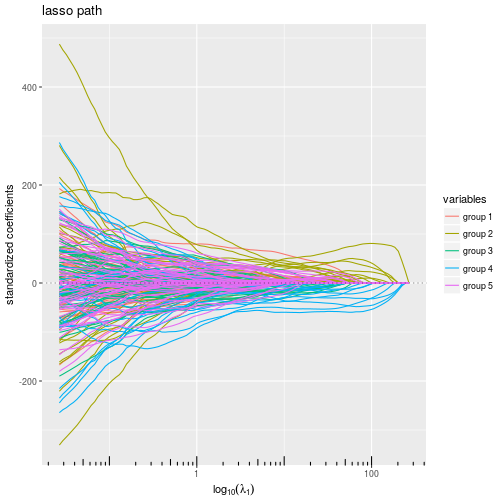 lasso path
400
200
0
-200
standardized coefficients
1
100
log10(λ1)
variables
group 1
group 2
group 3
group 4
group 5